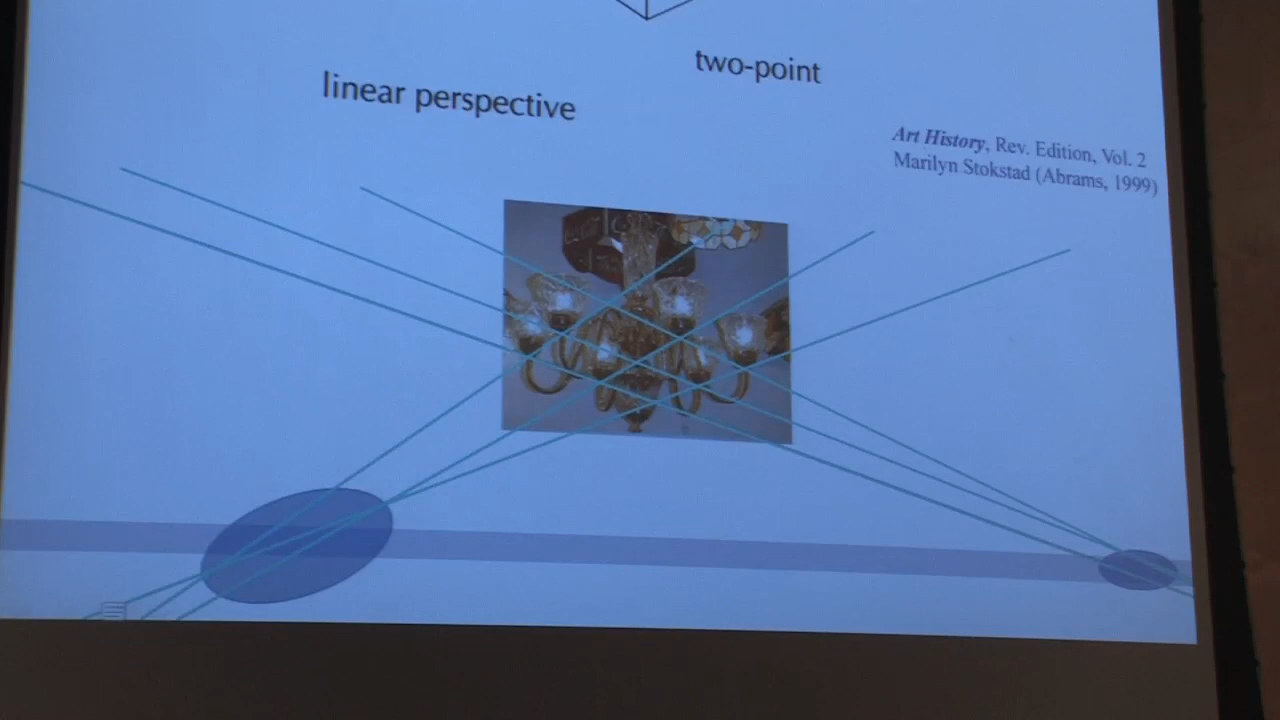 two-point
linear perspective
Art History, Rev. Edition, Vol. 2
Marilyn Stokstad (Abrams, 1999)